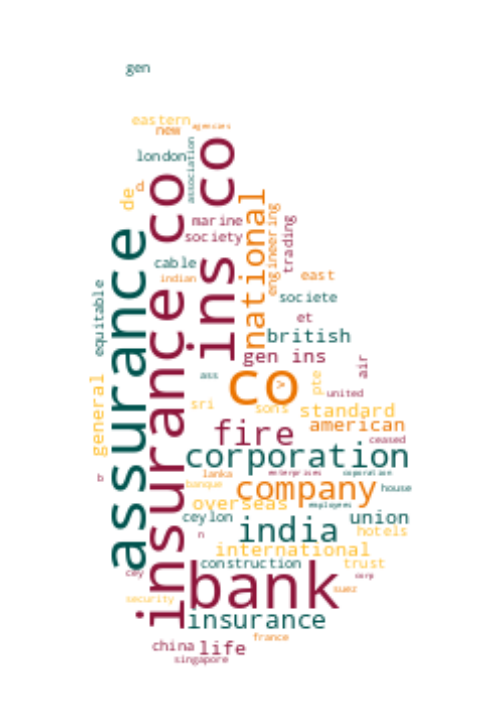 gen
eastern
agencies
new
london
association
d
de
assurance
insurance co
ins co
marine
society
national
engineering
trading
cable
indian
east
societe
equitable
et
british
gen ins
air
ass
co
>
pte
united
sri
sons
standard
general
american
fire
ceased
corporation
b
lanka
enterprises
coporation
banque
company
house
overseas
employees
ceylon
union
n
india
hotels
international
construction
trust
cey
corp
bank
suez
security
insurance
france
china
life
singapore